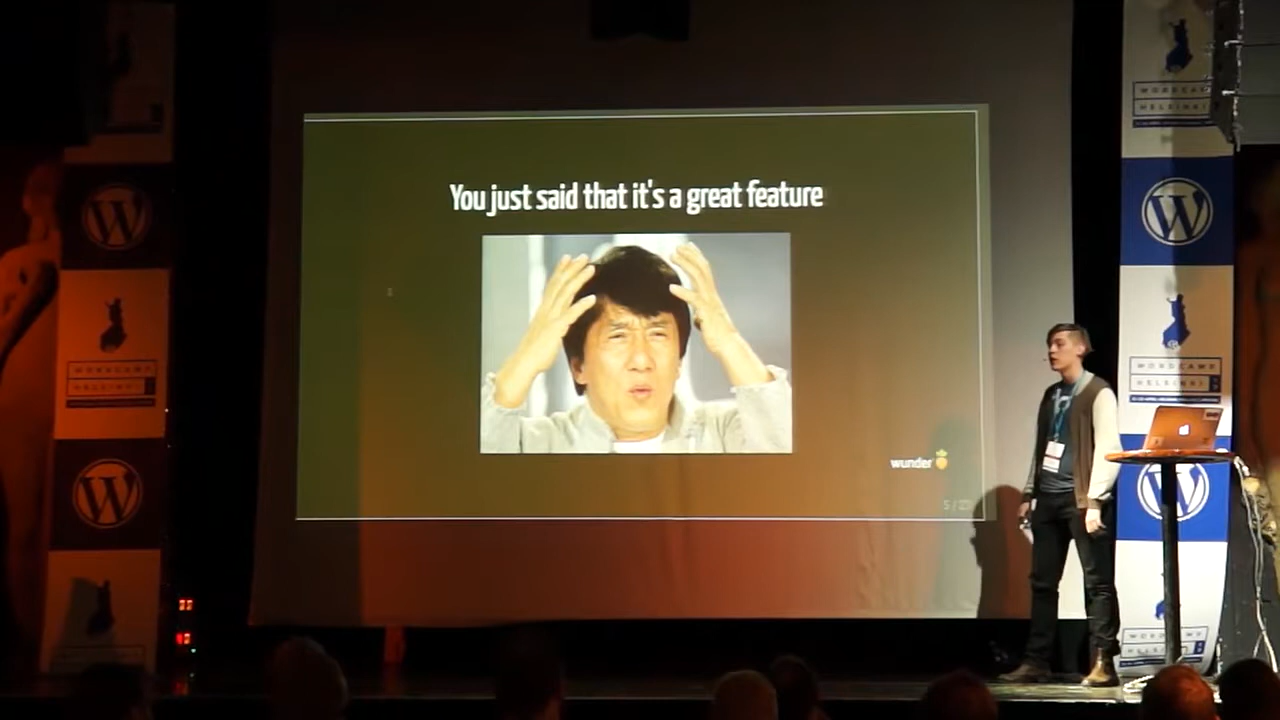 You just said that it's a great feature
wunder
WORDCAMP
HELSINKI
WORDCAMP
HELSINKI
WORDCAMP
HELSINKI